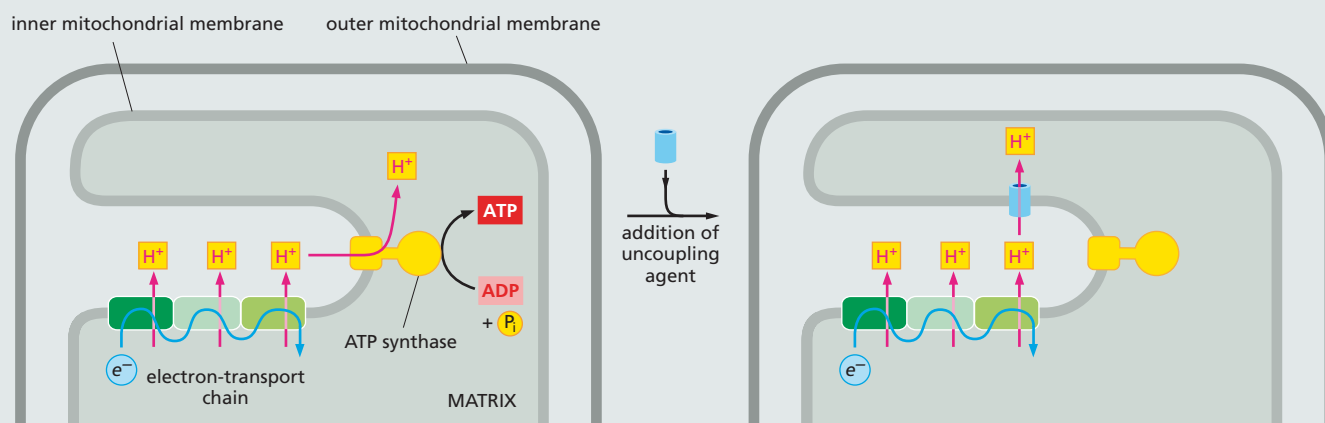 inner mitochondrial membrane
outer mitochondrial membrane
H+
ATP
H+
H+
H+
ADP
+ Pi
ATP synthase
e–
electron-transport
chain
MATRIX
addition of
uncoupling
agent
H+
H+
H+
H+
e–